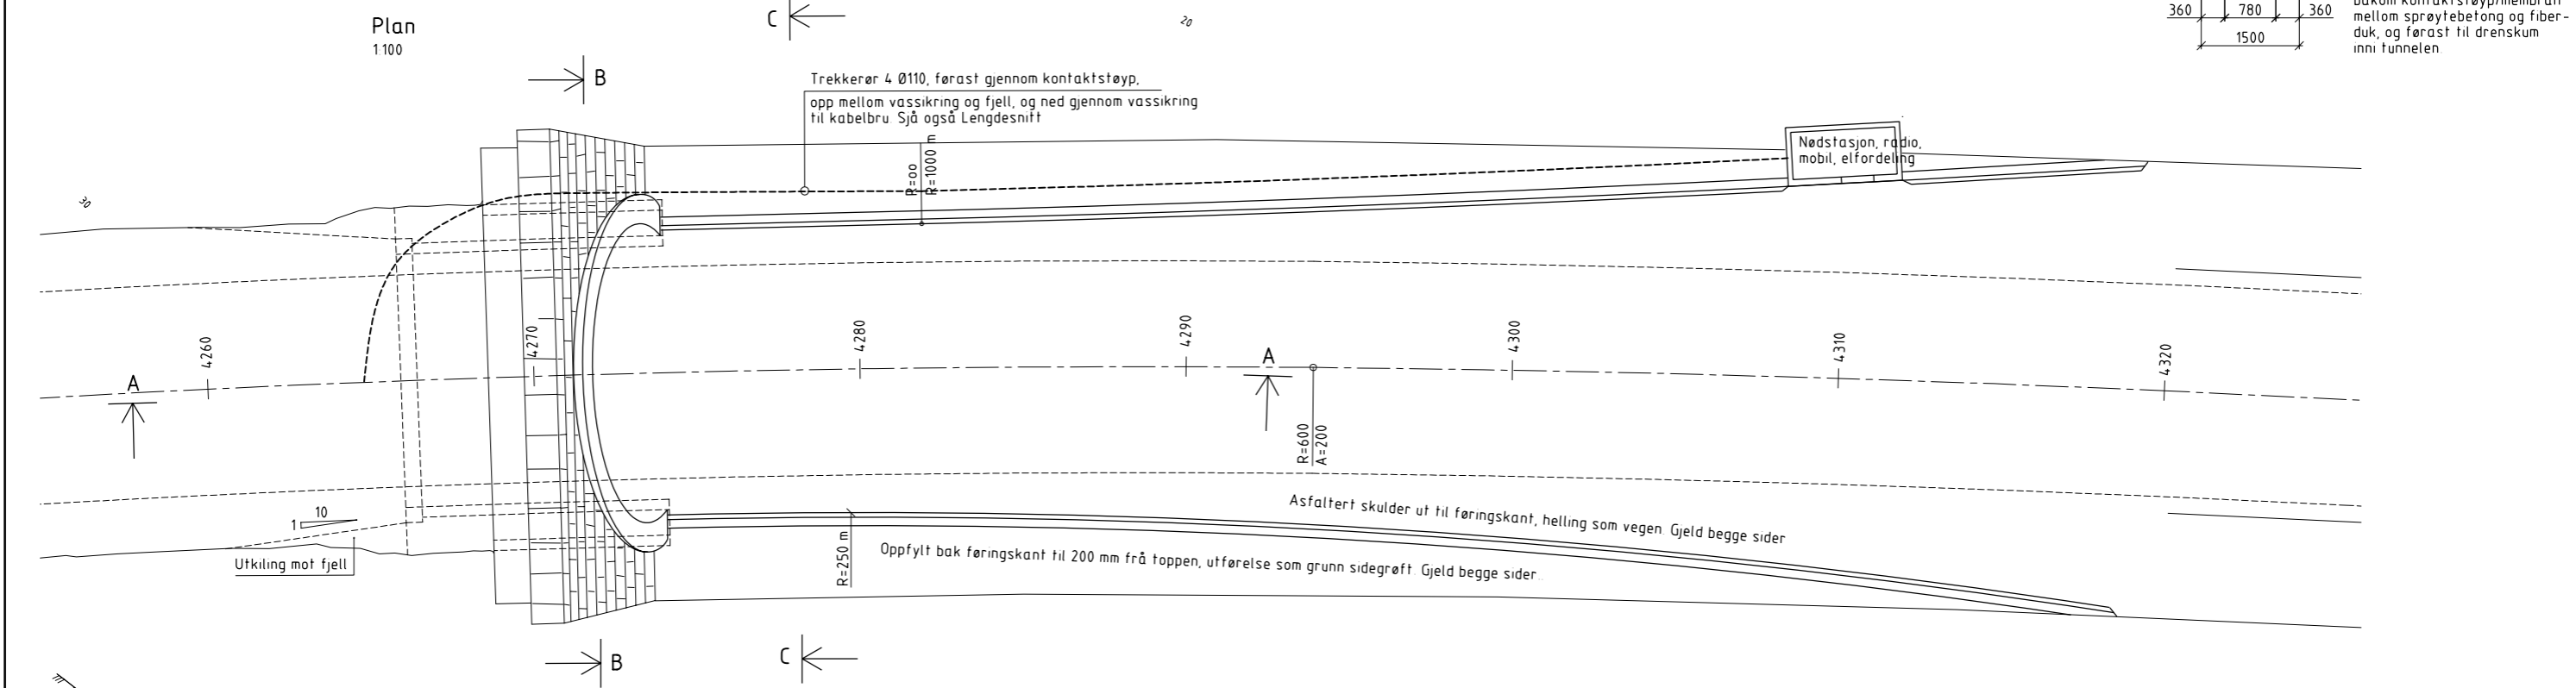 Plan
1:100
C
20
360 780 360
1500
bakom kontaktstøyp/membran
mellom sprøytebetong og fiber-
duk, og førast til drenskum
inni tunnelen.
B
Trekkerør 4 Ø110, førast gjennom kontaktstøyp,
opp mellom vassikring og fjell, og ned gjennom vassikring
til kabelbru. Sjå også Lengdesnitt
R=oo
R=1000 m
Nødstasjon, radio,
mobil, elfordeling
30
4260
4270
4280
4290
4300
4310
4320
A
A
R=600
A=200
10
1
Utkiling mot fjell
R=250 m
Asfaltert skulder ut til føringskant, helling som vegen. Gjeld begge sider
Oppfylt bak føringskant til 200 mm frå toppen, utførelse som grunn sidegrøft. Gjeld begge sider..
B
C